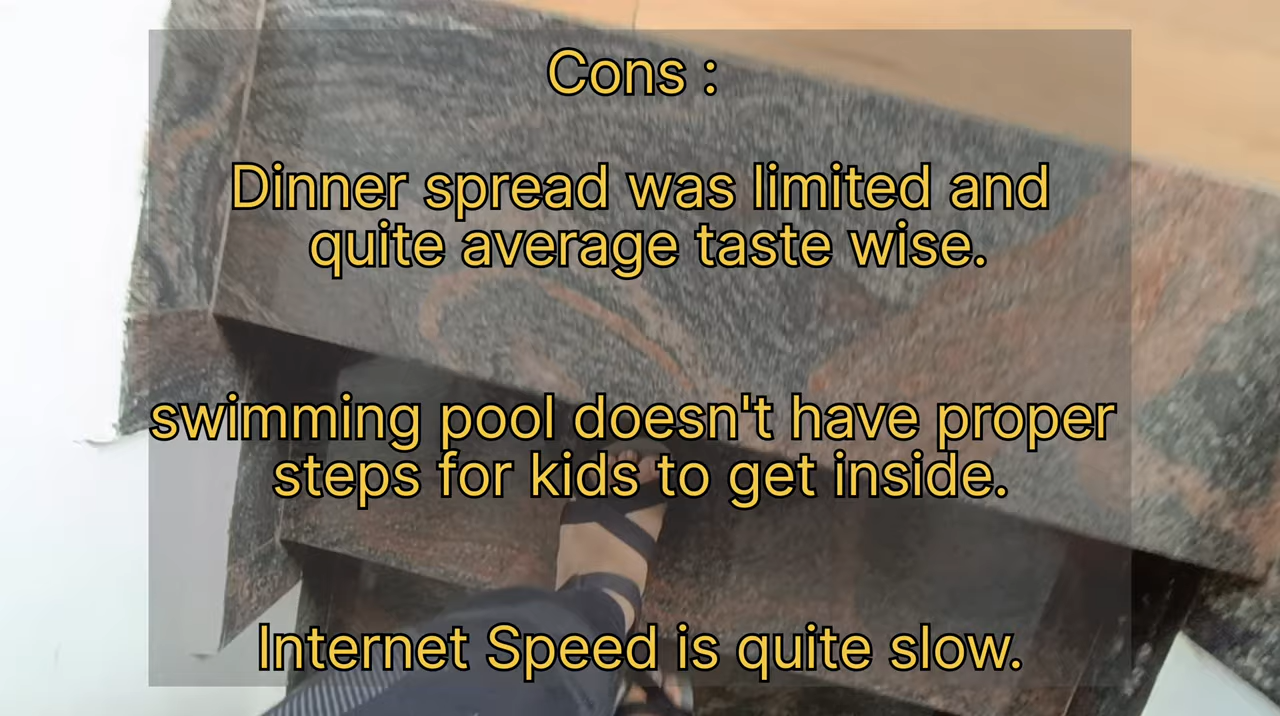 Cons :
Dinner spread was limited and
quite average taste wise.
swimming pool doesn't have proper
steps for kids to get inside.
Internet Speed is quite slow.